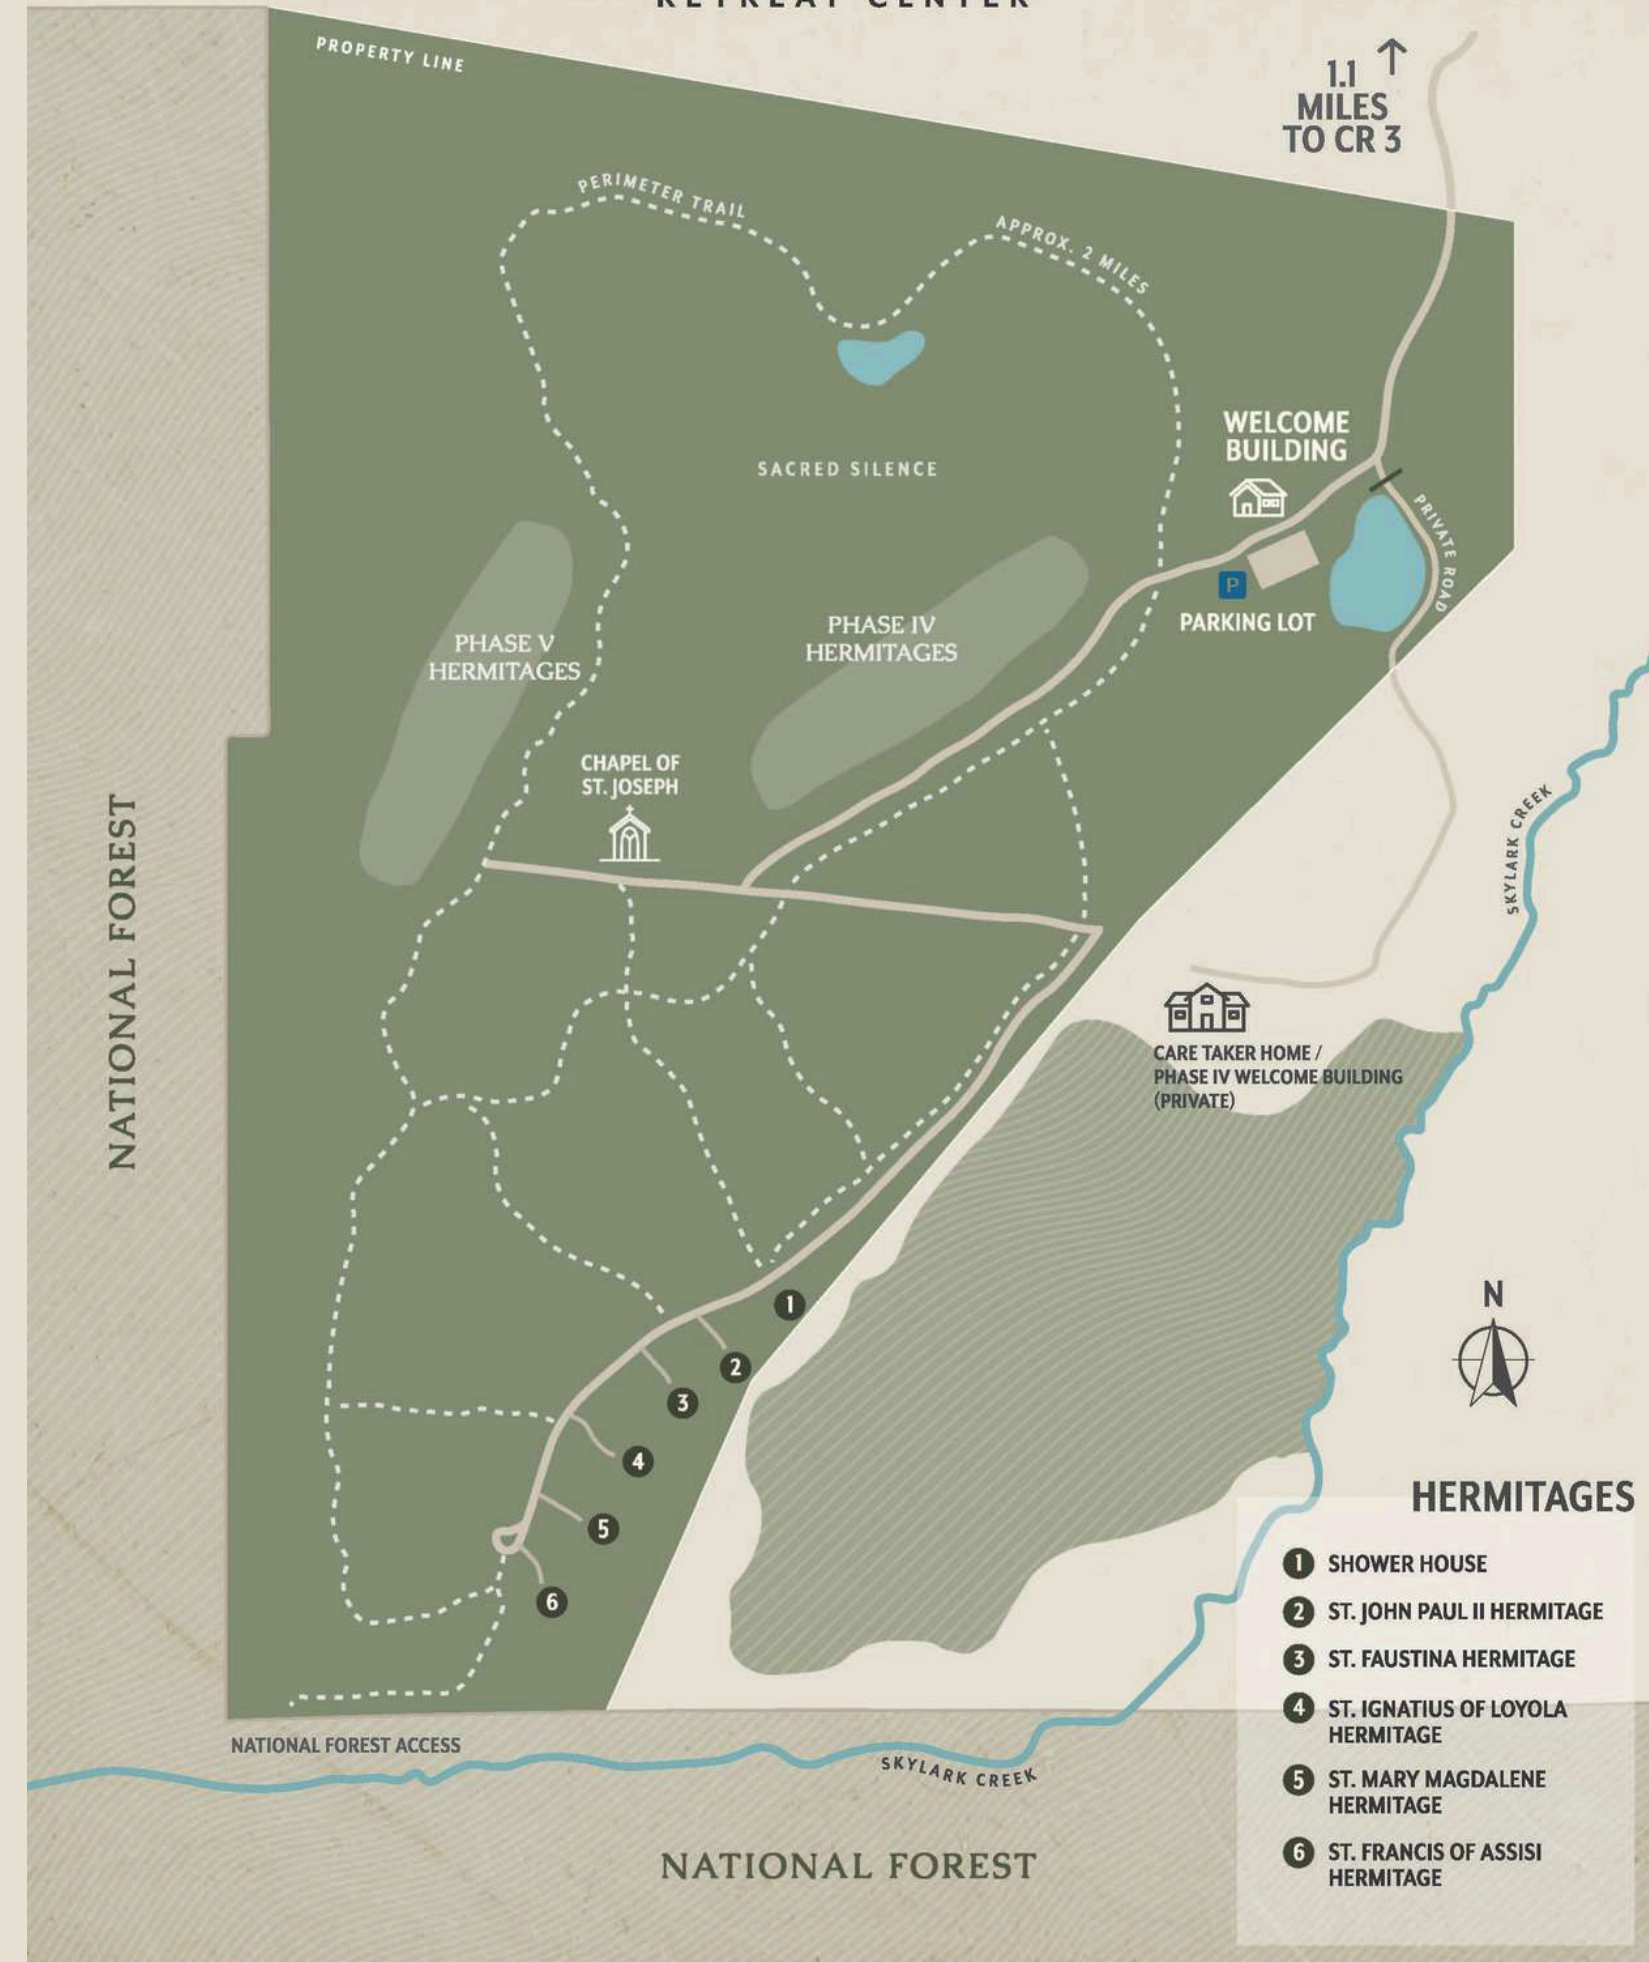 RETREAT CENTER
PROPERTY LINE
1.1
MILES
TO CR 3
PERIMETER TRAIL
APPROX. 2 MILES
WELCOME
BUILDING
SACRED SILENCE
PRIVATE ROAD
P
PARKING LOT
PHASE V
HERMITAGES
PHASE IV
HERMITAGES
CHAPEL OF
ST. JOSEPH
NATIONAL FOREST
SKYLARK CREEK
CARE TAKER HOME /
PHASE IV WELCOME BUILDING
(PRIVATE)
N
1
2
3
4
5
6
HERMITAGES
1 SHOWER HOUSE
2 ST. JOHN PAUL II HERMITAGE
3 ST. FAUSTINA HERMITAGE
4 ST. IGNATIUS OF LOYOLA
HERMITAGE
5 ST. MARY MAGDALENE
HERMITAGE
6 ST. FRANCIS OF ASSISI
HERMITAGE
NATIONAL FOREST ACCESS
SKYLARK CREEK
NATIONAL FOREST